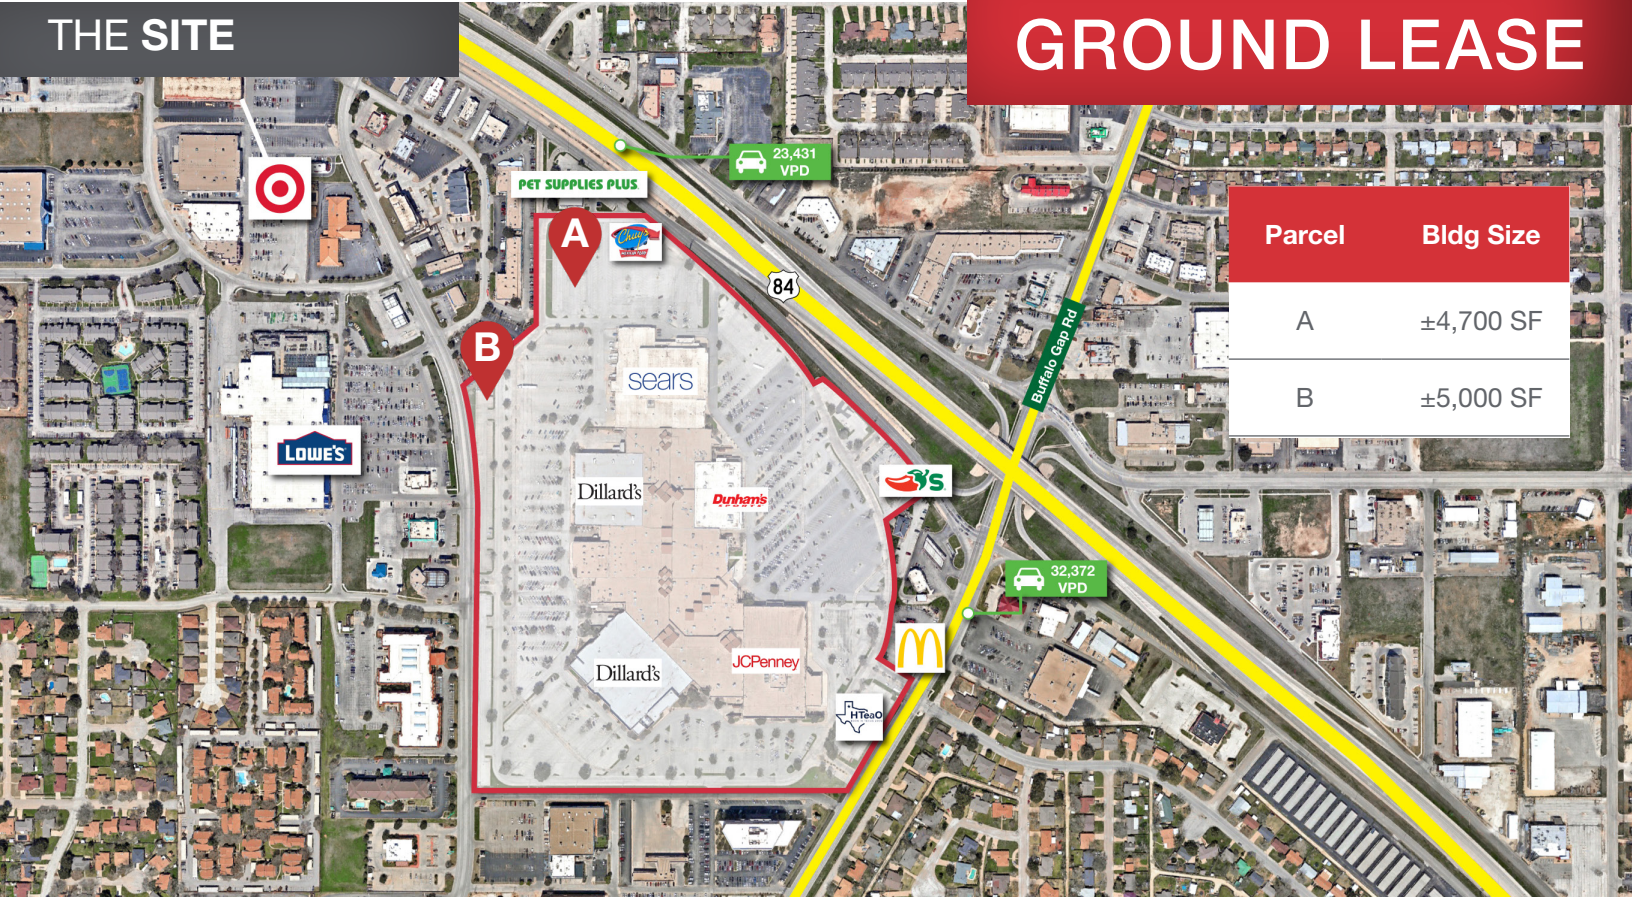 THE SITE
GROUND LEASE
23,431
VPD
PET SUPPLIES PLUS
A
Chuy's
Parcel Bldg Size
A ±4,700 SF
B ±5,000 SF
84
Buffalo Gap Rd
B
sears
LOWE'S
Dillard's
Dunham's
SPORTS
'S
32,372
VPD
Dillard's
JCPenney
HTeaO